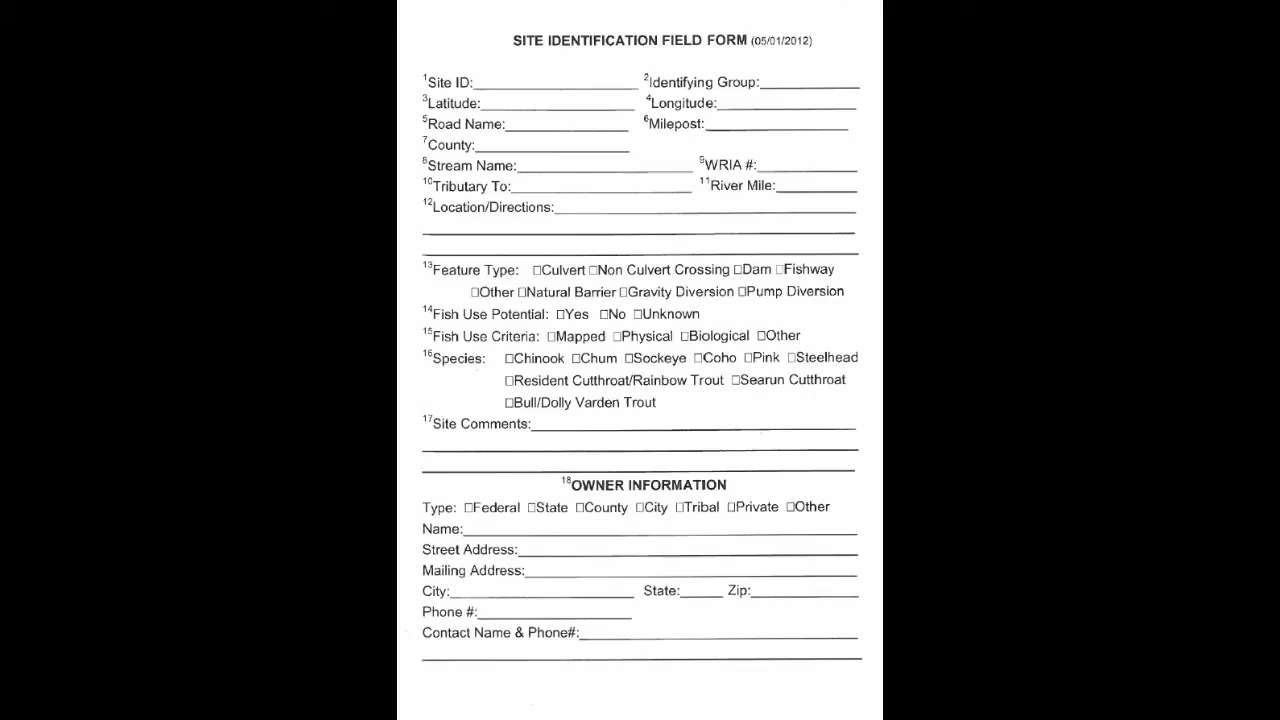 SITE IDENTIFICATION FIELD FORM (05/01/2012)
1Site ID: 2Identifying Group:
3Latitude: 4Longitude:
5Road Name: 6Milepost:
7County:
8Stream Name: 9WRIA #:
10Tributary To: 11River Mile:
12Location/Directions:
13Feature Type: □Culvert □Non Culvert Crossing □Dam □Fishway
□Other □Natural Barrier □Gravity Diversion □Pump Diversion
14Fish Use Potential: □Yes □No □Unknown
15Fish Use Criteria: □Mapped □Physical □Biological □Other
16Species: □Chinook □Chum □Sockeye □Coho □Pink □Steelhead
□Resident Cutthroat/Rainbow Trout □Searun Cutthroat
□Bull/Dolly Varden Trout
17Site Comments:
18OWNER INFORMATION
Type: □Federal □State □County □City □Tribal □Private □Other
Name:
Street Address:
Mailing Address:
City: State: Zip:
Phone #:
Contact Name & Phone#: